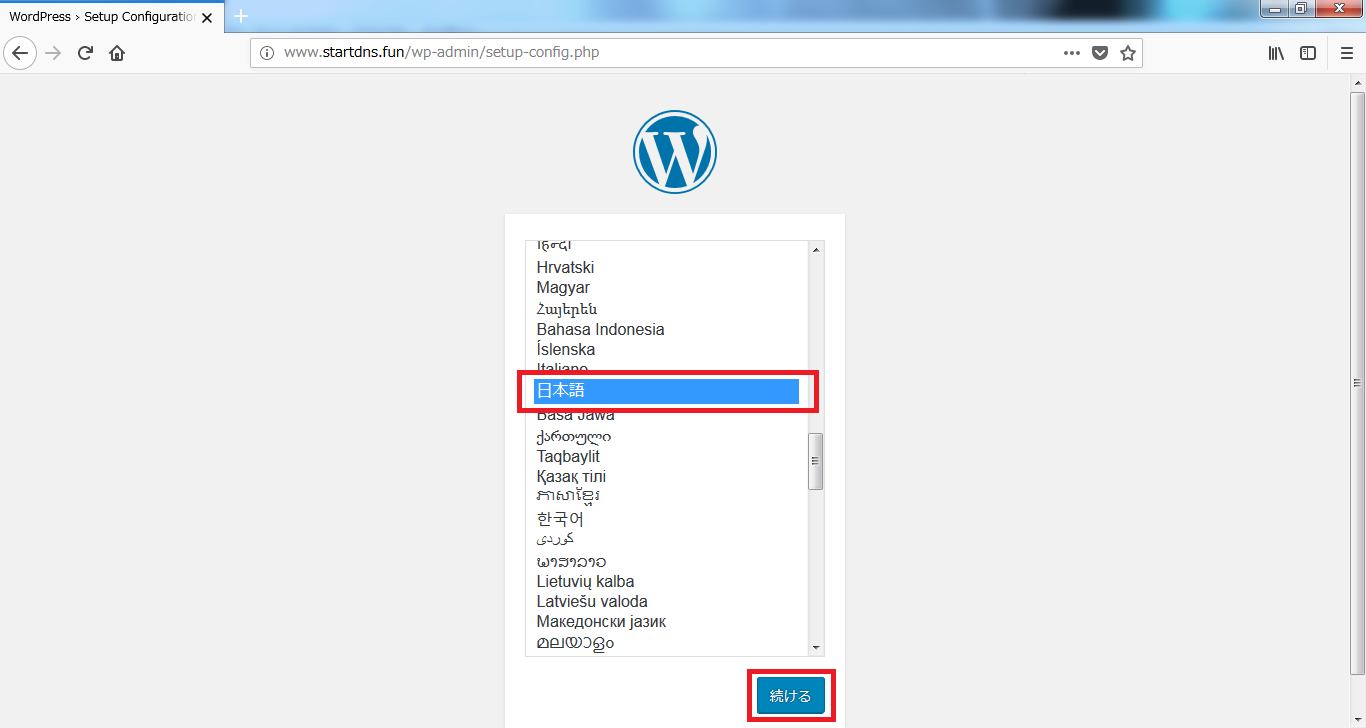 WordPress › Setup Configuration
www.startdns.fun/wp-admin/setup-config.php
हिन्दी
Hrvatski
Magyar
Հայերեն
Bahasa Indonesia
Íslenska
Italiano
日本語
Basa Jawa
ქართული
Taqbaylit
Қазақ тілі
ភាសាខ្មែរ
한국어
كوردی
ພາສາລາວ
Lietuvių kalba
Latviešu valoda
Македонски јазик
മലയാളം
続ける